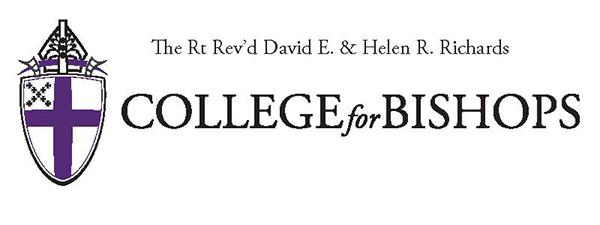 The Rt Rev’d David E. & Helen R. Richards
COLLEGE for BISHOPS